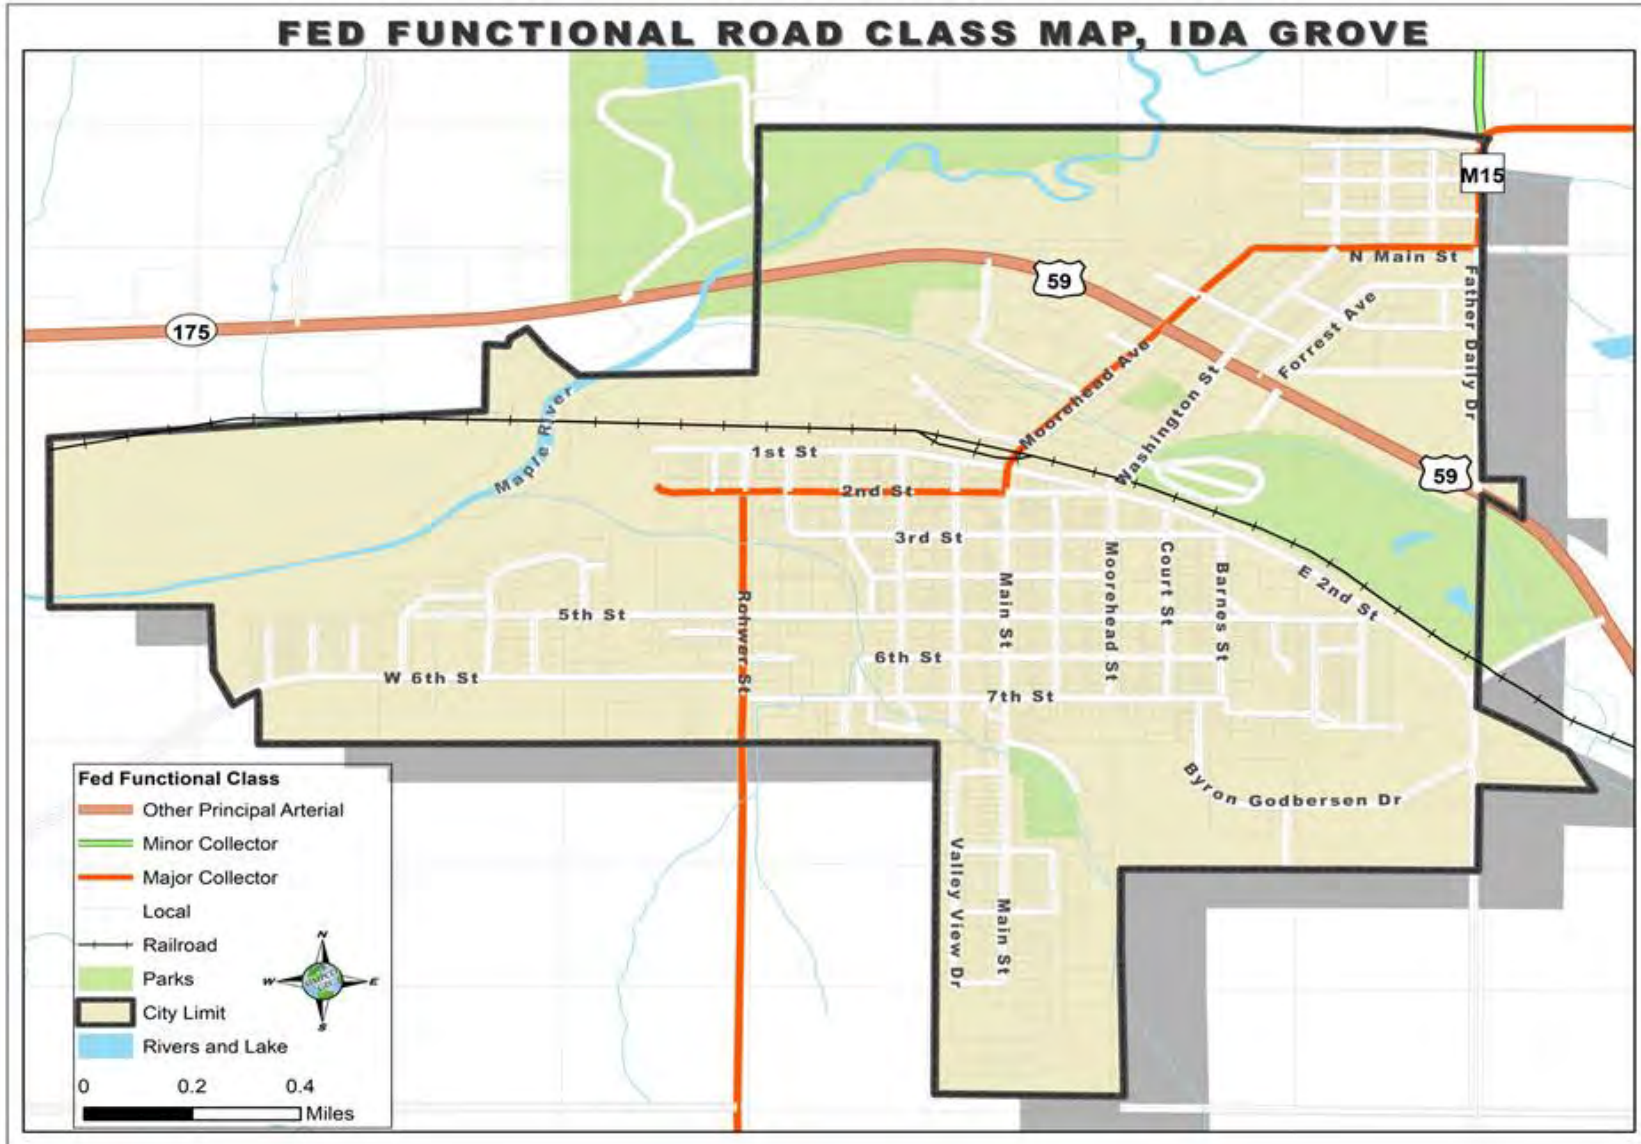 FED FUNCTIONAL ROAD CLASS MAP, IDA GROVE
M15
N Main St
59
175
Father Daily Dr
Forrest Ave
Moorehead Ave
Washington St
Maple River
1st St
59
2nd St
3rd St
E 2nd St
Main St
Moorehead St
Court St
Barnes St
5th St
Rohwer St
6th St
W 6th St
7th St
Byron Godbersen Dr
Valley View Dr
Main St
Fed Functional Class
Other Principal Arterial
Minor Collector
Major Collector
Local
Railroad
Parks
City Limit
Rivers and Lake
N
W
E
S
0 0.2 0.4
Miles